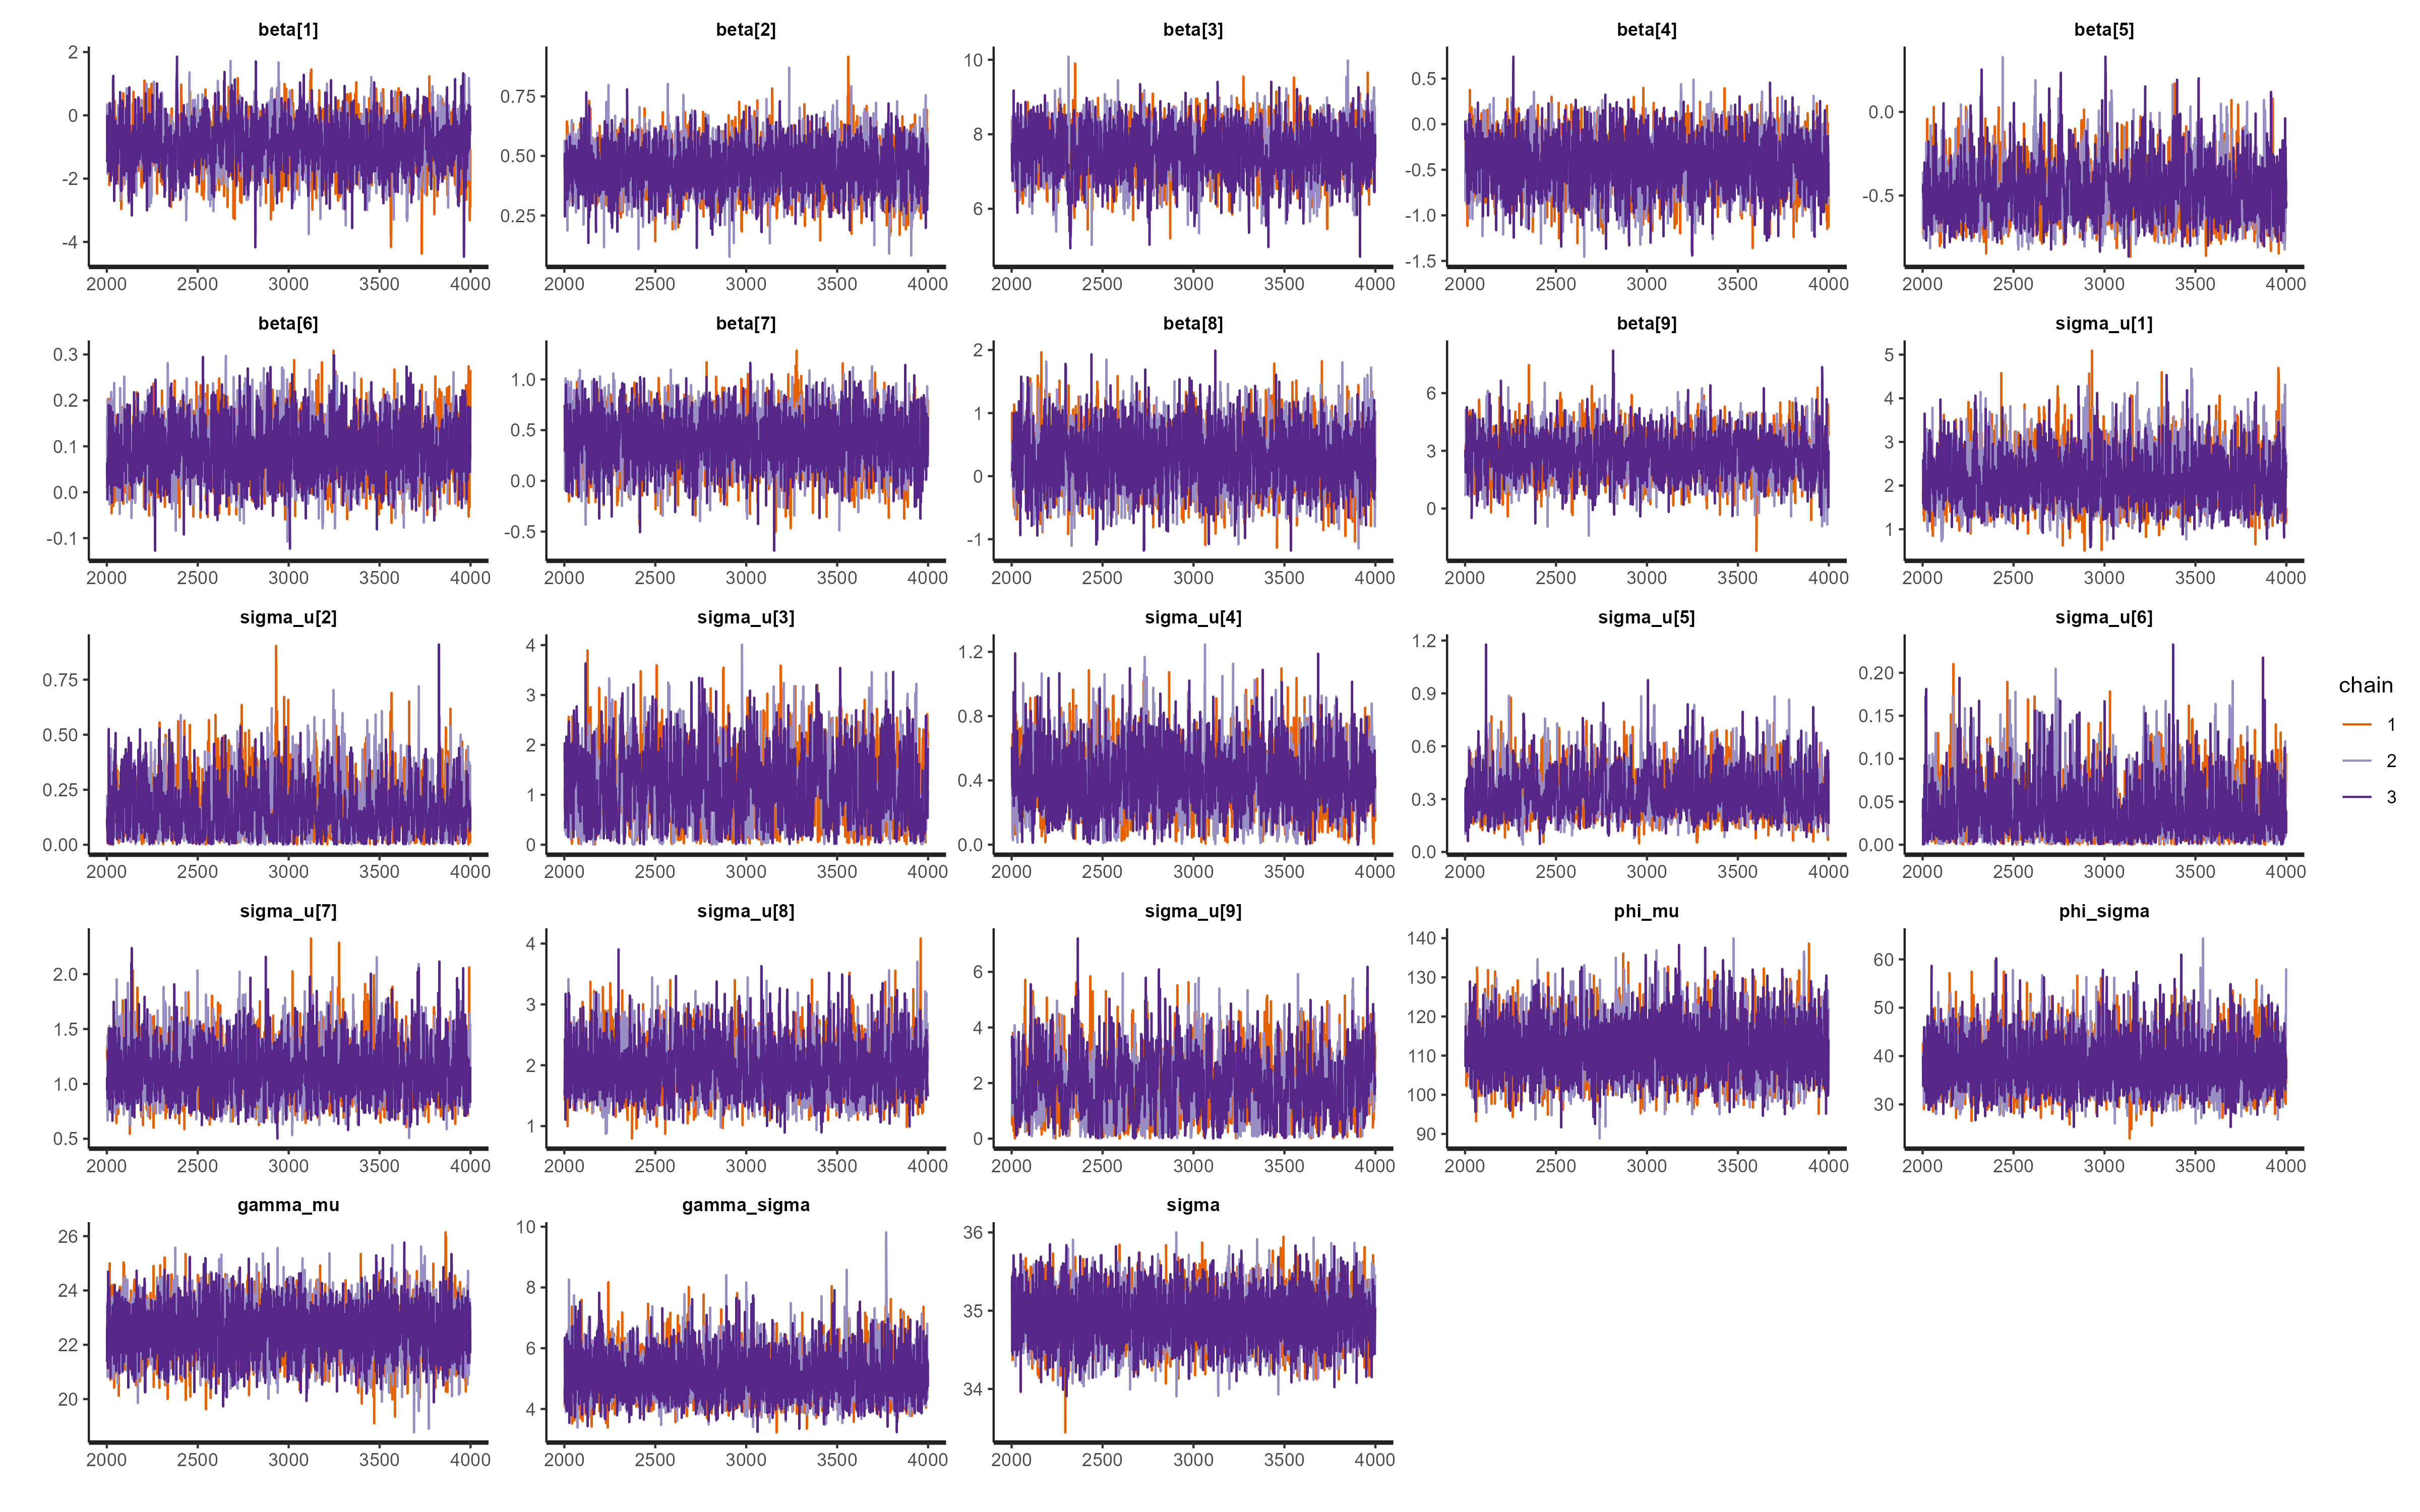 beta[1] beta[2] beta[3] beta[4] beta[5]
2 0 -2 -4
0.75 0.50 0.25
10 8 6
0.5 0.0 -0.5 -1.0 -1.5
0.0 -0.5
2000 2500 3000 3500 4000 2000 2500 3000 3500 4000 2000 2500 3000 3500 4000 2000 2500 3000 3500 4000 2000 2500 3000 3500 4000
beta[6] beta[7] beta[8] beta[9] sigma_u[1]
0.3 0.2 0.1 0.0 -0.1
1.0 0.5 0.0 -0.5
2 1 0 -1
6 3 0
5 4 3 2 1
2000 2500 3000 3500 4000 2000 2500 3000 3500 4000 2000 2500 3000 3500 4000 2000 2500 3000 3500 4000 2000 2500 3000 3500 4000
sigma_u[2] sigma_u[3] sigma_u[4] sigma_u[5] sigma_u[6]
0.75 0.50 0.25 0.00
4 3 2 1 0
1.2 0.8 0.4 0.0
1.2 0.9 0.6 0.3 0.0
0.20 0.15 0.10 0.05 0.00
2000 2500 3000 3500 4000 2000 2500 3000 3500 4000 2000 2500 3000 3500 4000 2000 2500 3000 3500 4000 2000 2500 3000 3500 4000
sigma_u[7] sigma_u[8] sigma_u[9] phi_mu phi_sigma
2.0 1.5 1.0 0.5
4 3 2 1
6 4 2 0
140 130 120 110 100 90
60 50 40 30
2000 2500 3000 3500 4000 2000 2500 3000 3500 4000 2000 2500 3000 3500 4000 2000 2500 3000 3500 4000 2000 2500 3000 3500 4000
gamma_mu gamma_sigma sigma
26 24 22 20
10 8 6 4
36 35 34
2000 2500 3000 3500 4000 2000 2500 3000 3500 4000 2000 2500 3000 3500 4000
chain
1
2
3